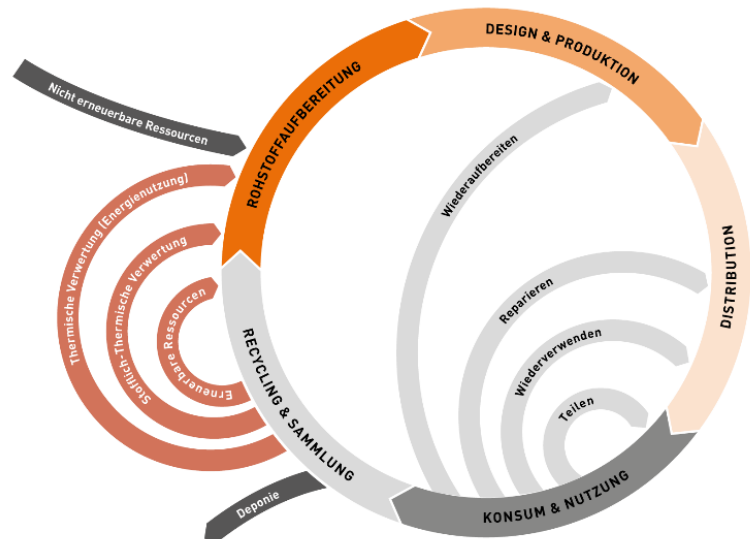 DESIGN & PRODUKTION
ROHSTOFFAUFBEREITUNG
Nicht erneuerbare Ressourcen
Wiederaufbereiten
Thermische Verwertung (Energienutzung)
Stofflich-Thermische Verwertung
Erneuerbare Ressourcen
DISTRIBUTION
Reparieren
Wiederverwenden
Teilen
RECYCLING & SAMMLUNG
KONSUM & NUTZUNG
Deponie